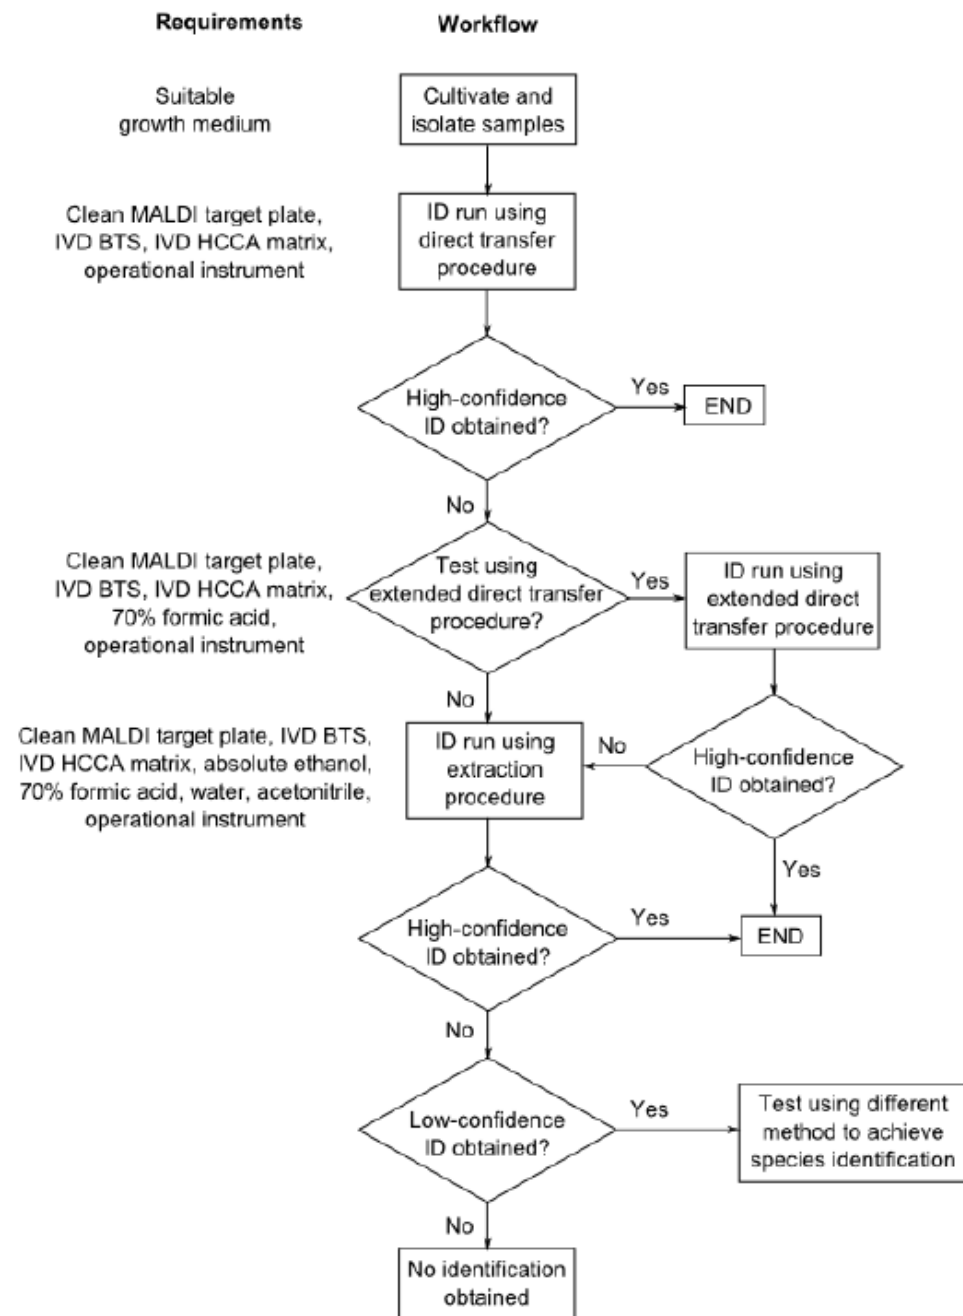 Requirements
Workflow
Suitable
growth medium
Cultivate and
isolate samples
Clean MALDI target plate,
IVD BTS, IVD HCCA matrix,
operational instrument
ID run using
direct transfer
procedure
High-confidence
ID obtained?
Yes
END
No
Clean MALDI target plate,
IVD BTS, IVD HCCA matrix,
70% formic acid,
operational instrument
Test using
extended direct transfer
procedure?
Yes
ID run using
extended direct
transfer procedure
No
Clean MALDI target plate, IVD BTS,
IVD HCCA matrix, absolute ethanol,
70% formic acid, water, acetonitrile,
operational instrument
ID run using
extraction
procedure
No
High-confidence
ID obtained?
Yes
High-confidence
ID obtained?
Yes
END
No
Low-confidence
ID obtained?
Yes
Test using different
method to achieve
species identification
No
No identification
obtained